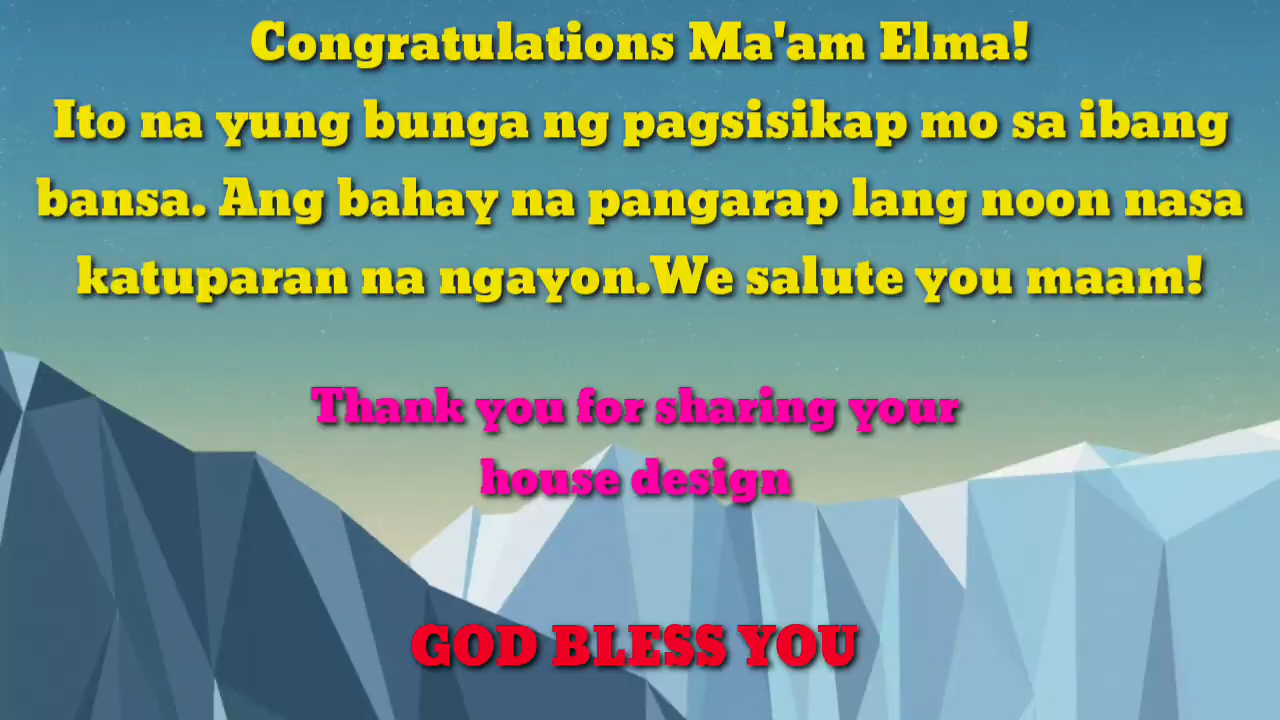 Congratulations Ma'am Elma!
Ito na yung bunga ng pagsisikap mo sa ibang
bansa. Ang bahay na pangarap lang noon nasa
katuparan na ngayon.We salute you maam!
Thank you for sharing your
house design
GOD BLESS YOU